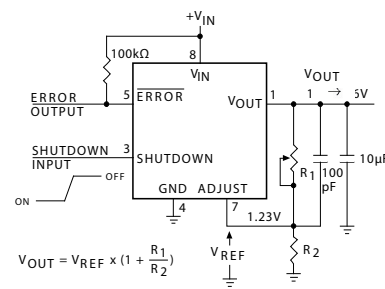 +VIN
100kΩ
8
VIN
VOUT
5
ERROR
VOUT
1
1 → 6V
ERROR
OUTPUT
SHUTDOWN
INPUT
3
SHUTDOWN
R1
100
pF
10µF
OFF
ON
GND ADJUST
4
7
1.23V
VREF
R2
VOUT = VREF x (1 + R1/R2)